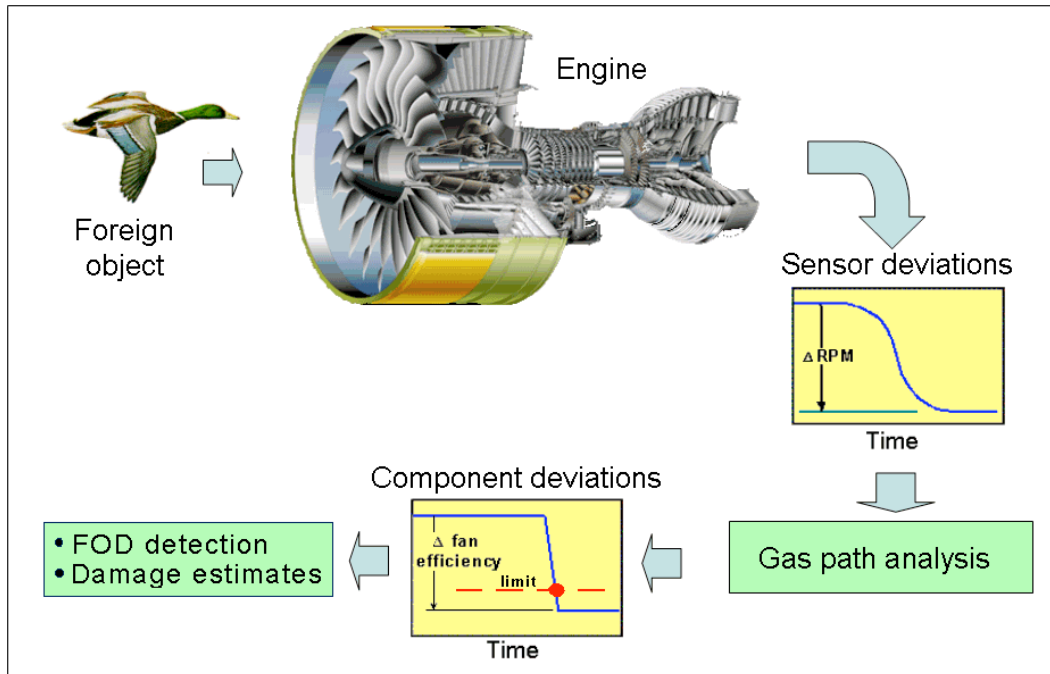 Engine
Foreign
object
Sensor deviations
Δ RPM
Time
Gas path analysis
Component deviations
Δ fan
efficiency
limit
Time
• FOD detection
• Damage estimates